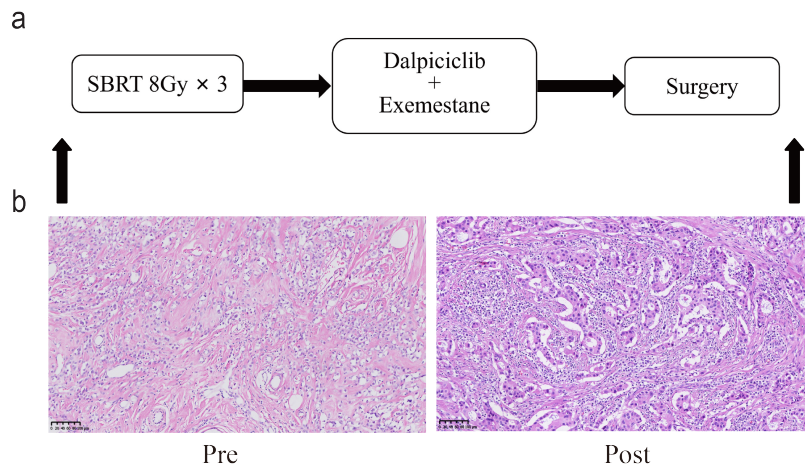 a
SBRT 8Gy × 3
Dalpiciclib
+
Exemestane
Surgery
b
Pre
Post